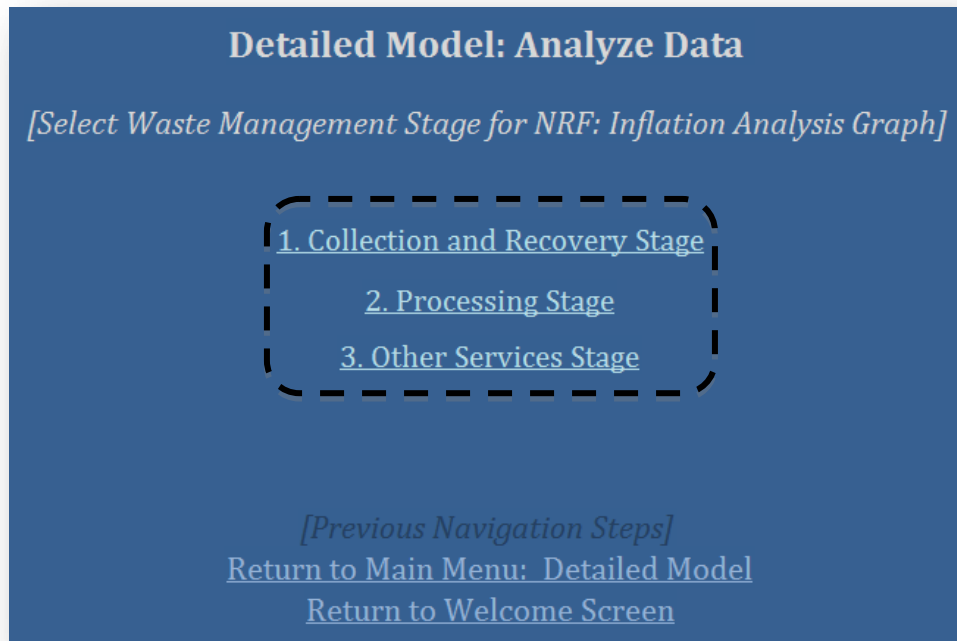 Detailed Model: Analyze Data
[Select Waste Management Stage for NRF: Inflation Analysis Graph]
1. Collection and Recovery Stage
2. Processing Stage
3. Other Services Stage
[Previous Navigation Steps]
Return to Main Menu:  Detailed Model
Return to Welcome Screen